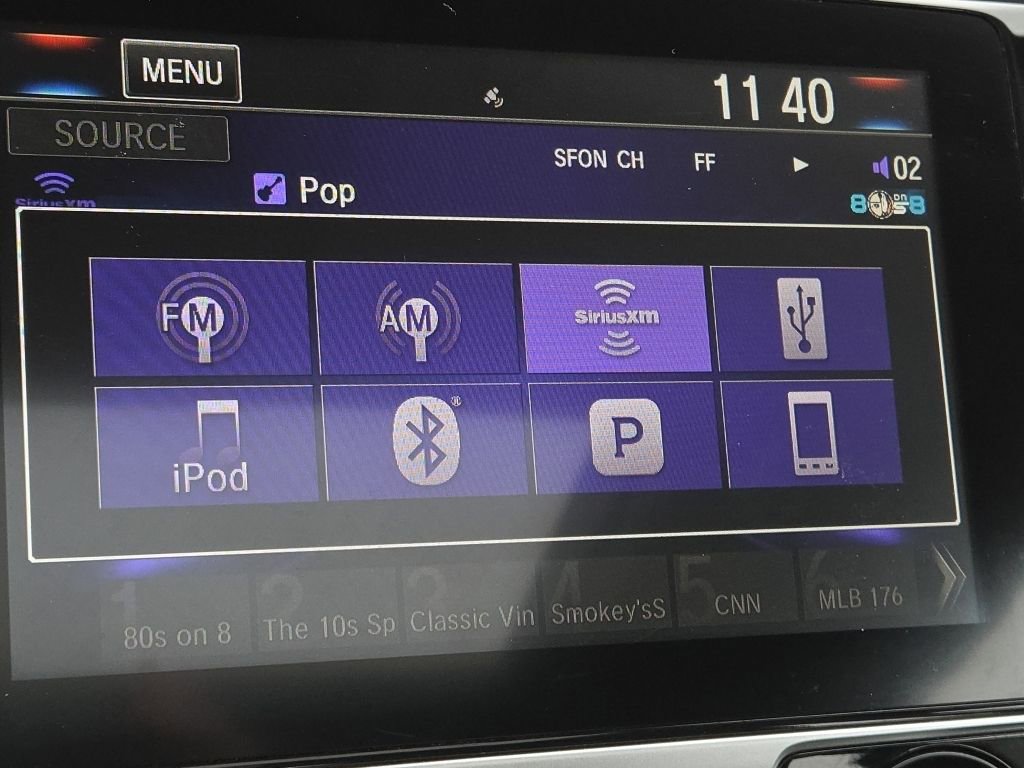 MENU
11 40
SOURCE
SFON CH FF 02
SiriusXM Pop 80s on 8
FM AM SiriusXM
iPod ® P
1 2 3 4 5 6
80s on 8 The 10s Sp Classic Vin Smokey'sS CNN MLB 176